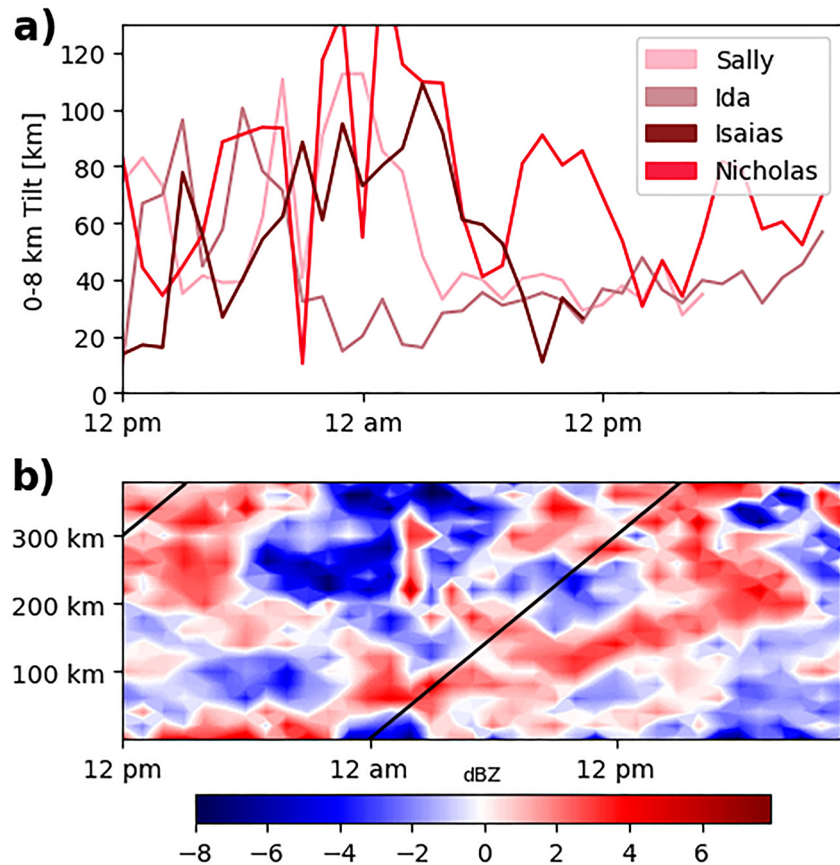 a)
0-8 km Tilt [km]
120
100
80
60
40
20
0
Sally
Ida
Isaias
Nicholas
12 pm
12 am
12 pm
b)
300 km
200 km
100 km
12 pm
12 am
12 pm
dBZ
−8
−6
−4
−2
0
2
4
6